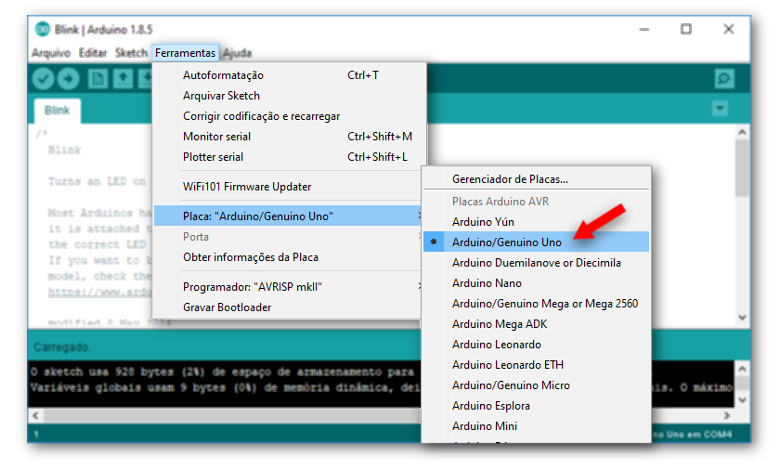 Blink | Arduino 1.8.5
Arquivo Editar Sketch Ferramentas Ajuda
Blink
/*
Blink
Turns an LED on
Most Arduinos ha
it is attached t
the correct LED
If you want to k
model, check the
https://www.ardu
modified 8 May 2014
Autoformatação Ctrl+T
Arquivar Sketch
Corrigir codificação e recarregar
Monitor serial Ctrl+Shift+M
Plotter serial Ctrl+Shift+L
WiFi101 Firmware Updater
Placa: "Arduino/Genuino Uno"
Porta
Obter informações da Placa
Programador: "AVRISP mkII"
Gravar Bootloader
Gerenciador de Placas...
Placas Arduino AVR
Arduino Yún
Arduino/Genuino Uno
Arduino Duemilanove or Diecimila
Arduino Nano
Arduino/Genuino Mega or Mega 2560
Arduino Mega ADK
Arduino Leonardo
Arduino Leonardo ETH
Arduino/Genuino Micro
Arduino Esplora
Arduino Mini
Carregado.
O sketch usa 928 bytes (2%) de espaço de armazenamento para
Variáveis globais usam 9 bytes (0%) de memória dinâmica, dei is. O máximo
1 no Uno em COM4